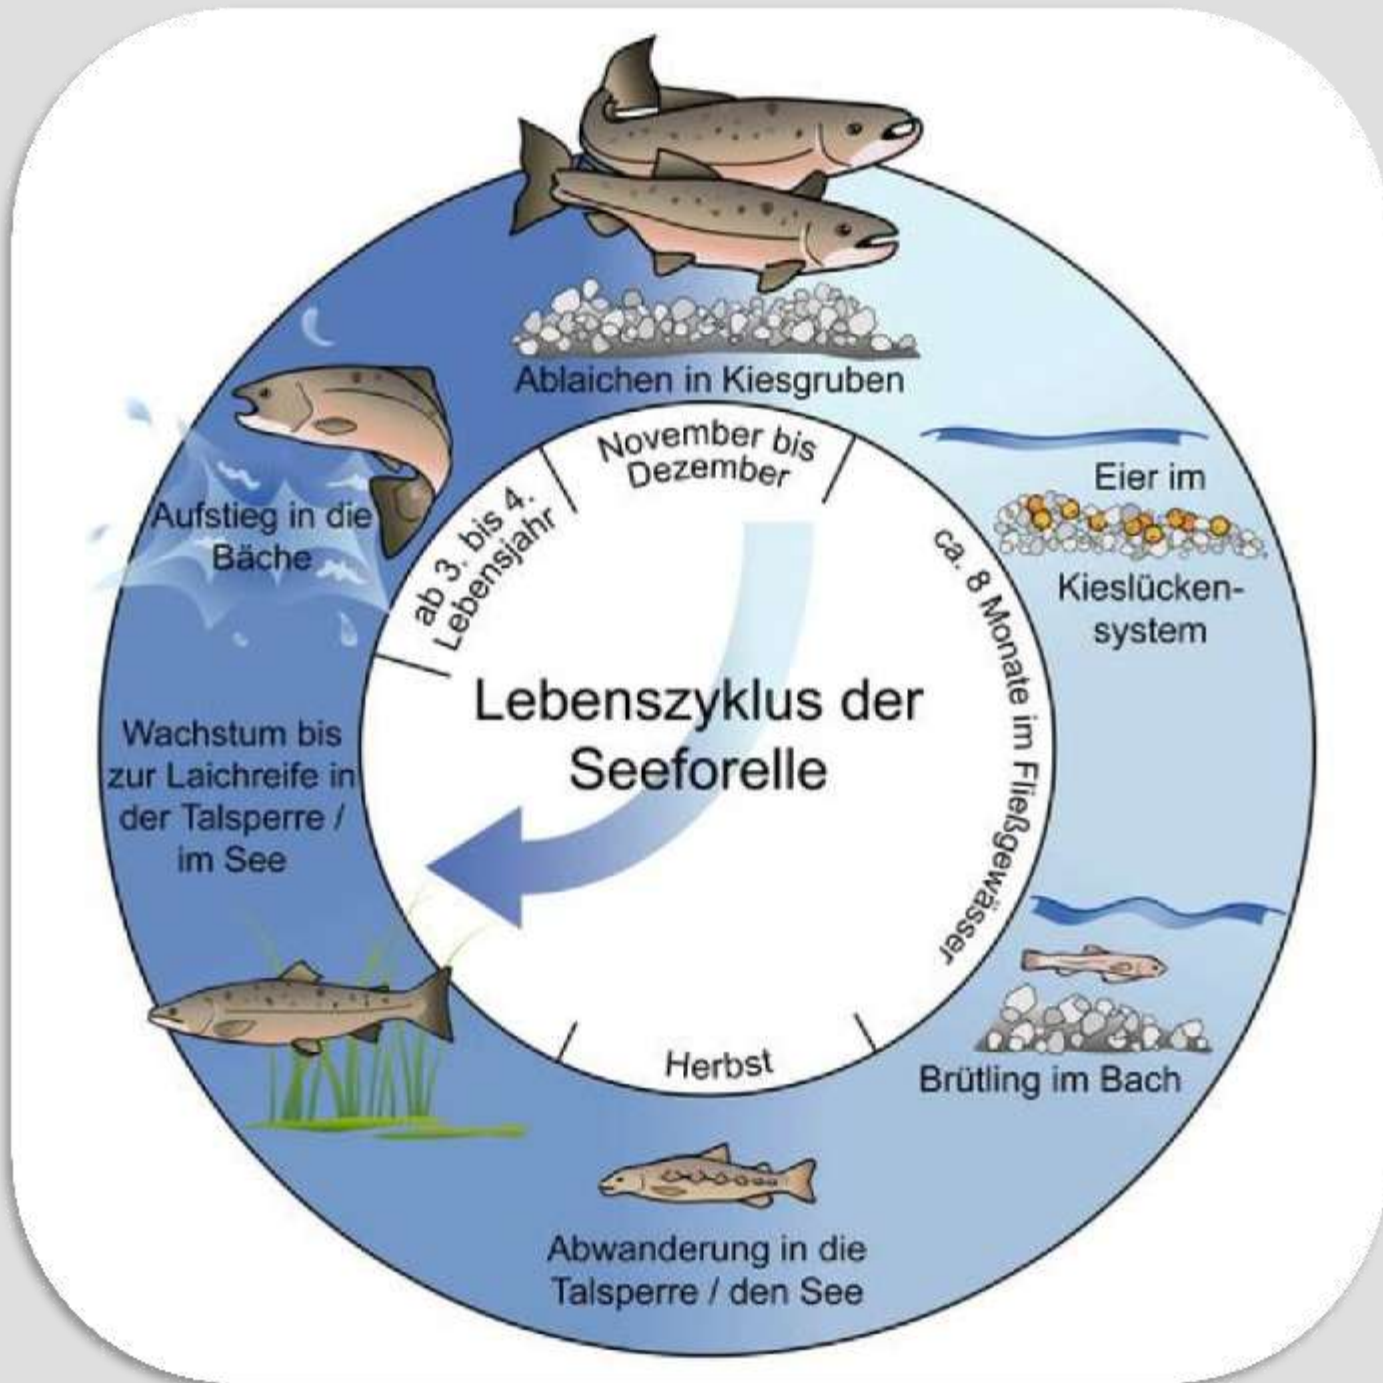 Ablaichen in Kiesgruben
November bis
Dezember
Eier im
Kieslücken-
system
ca. 8 Monate im Fließgewässer
Brütling im Bach
Herbst
Abwanderung in die
Talsperre / den See
Wachstum bis
zur Laichreife in
der Talsperre /
im See
ab 3. bis 4.
Lebensjahr
Aufstieg in die
Bäche
Lebenszyklus der
Seeforelle